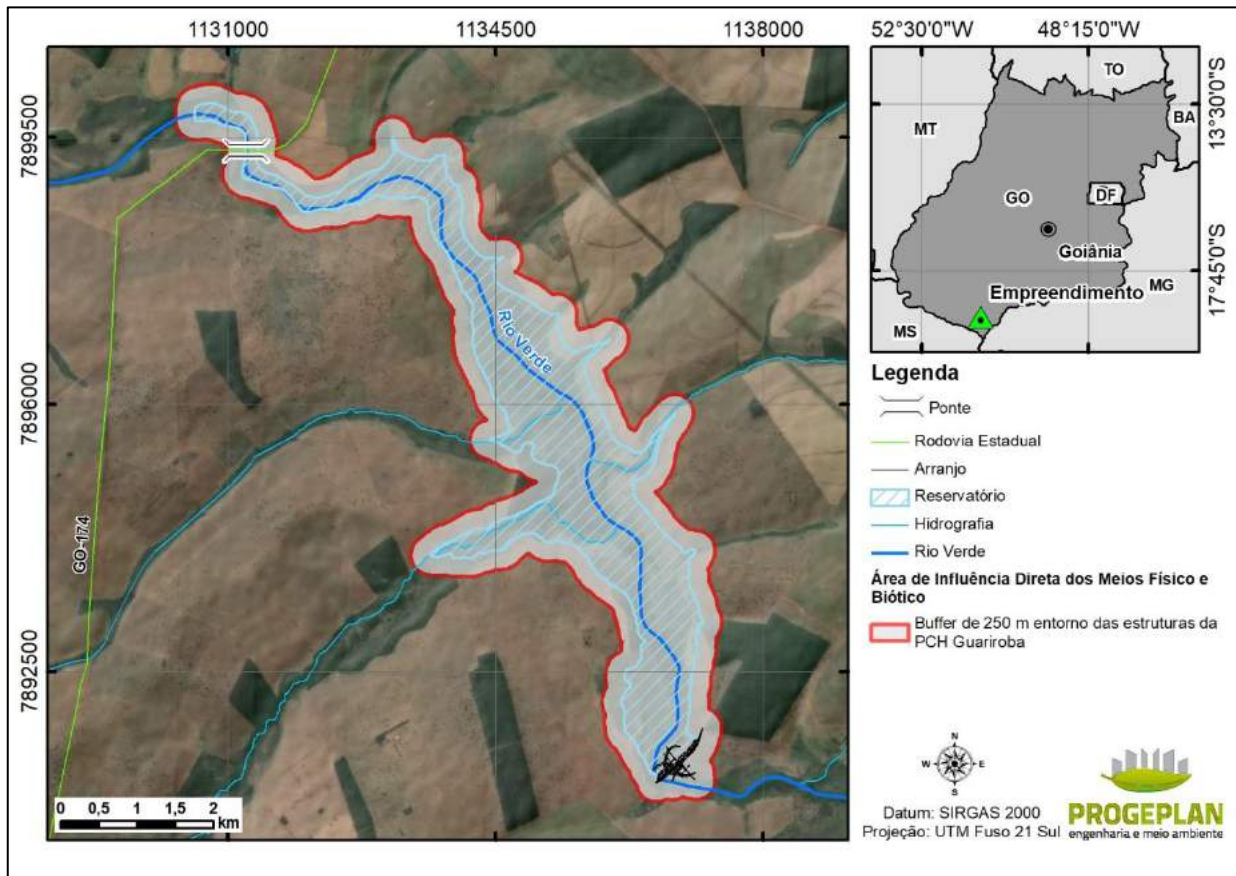 1131000 1134500 1138000
7899500
7896000
7892500
Rio Verde
GO-174
0 0,5 1 1,5 2
km
52°30'0"W 48°15'0"W
13°30'0"S
17°45'0"S
TO
MT
BA
GO
DF
Goiânia
MG
Empreendimento
MS
Legenda
Ponte
Rodovia Estadual
Arranjo
Reservatório
Hidrografia
Rio Verde
Área de Influência Direta dos Meios Físico e
Biótico
Buffer de 250 m entorno das estruturas da
PCH Guariroba
N
W E
S
Datum: SIRGAS 2000
Projeção: UTM Fuso 21 Sul
PROGEPLAN
engenharia e meio ambiente